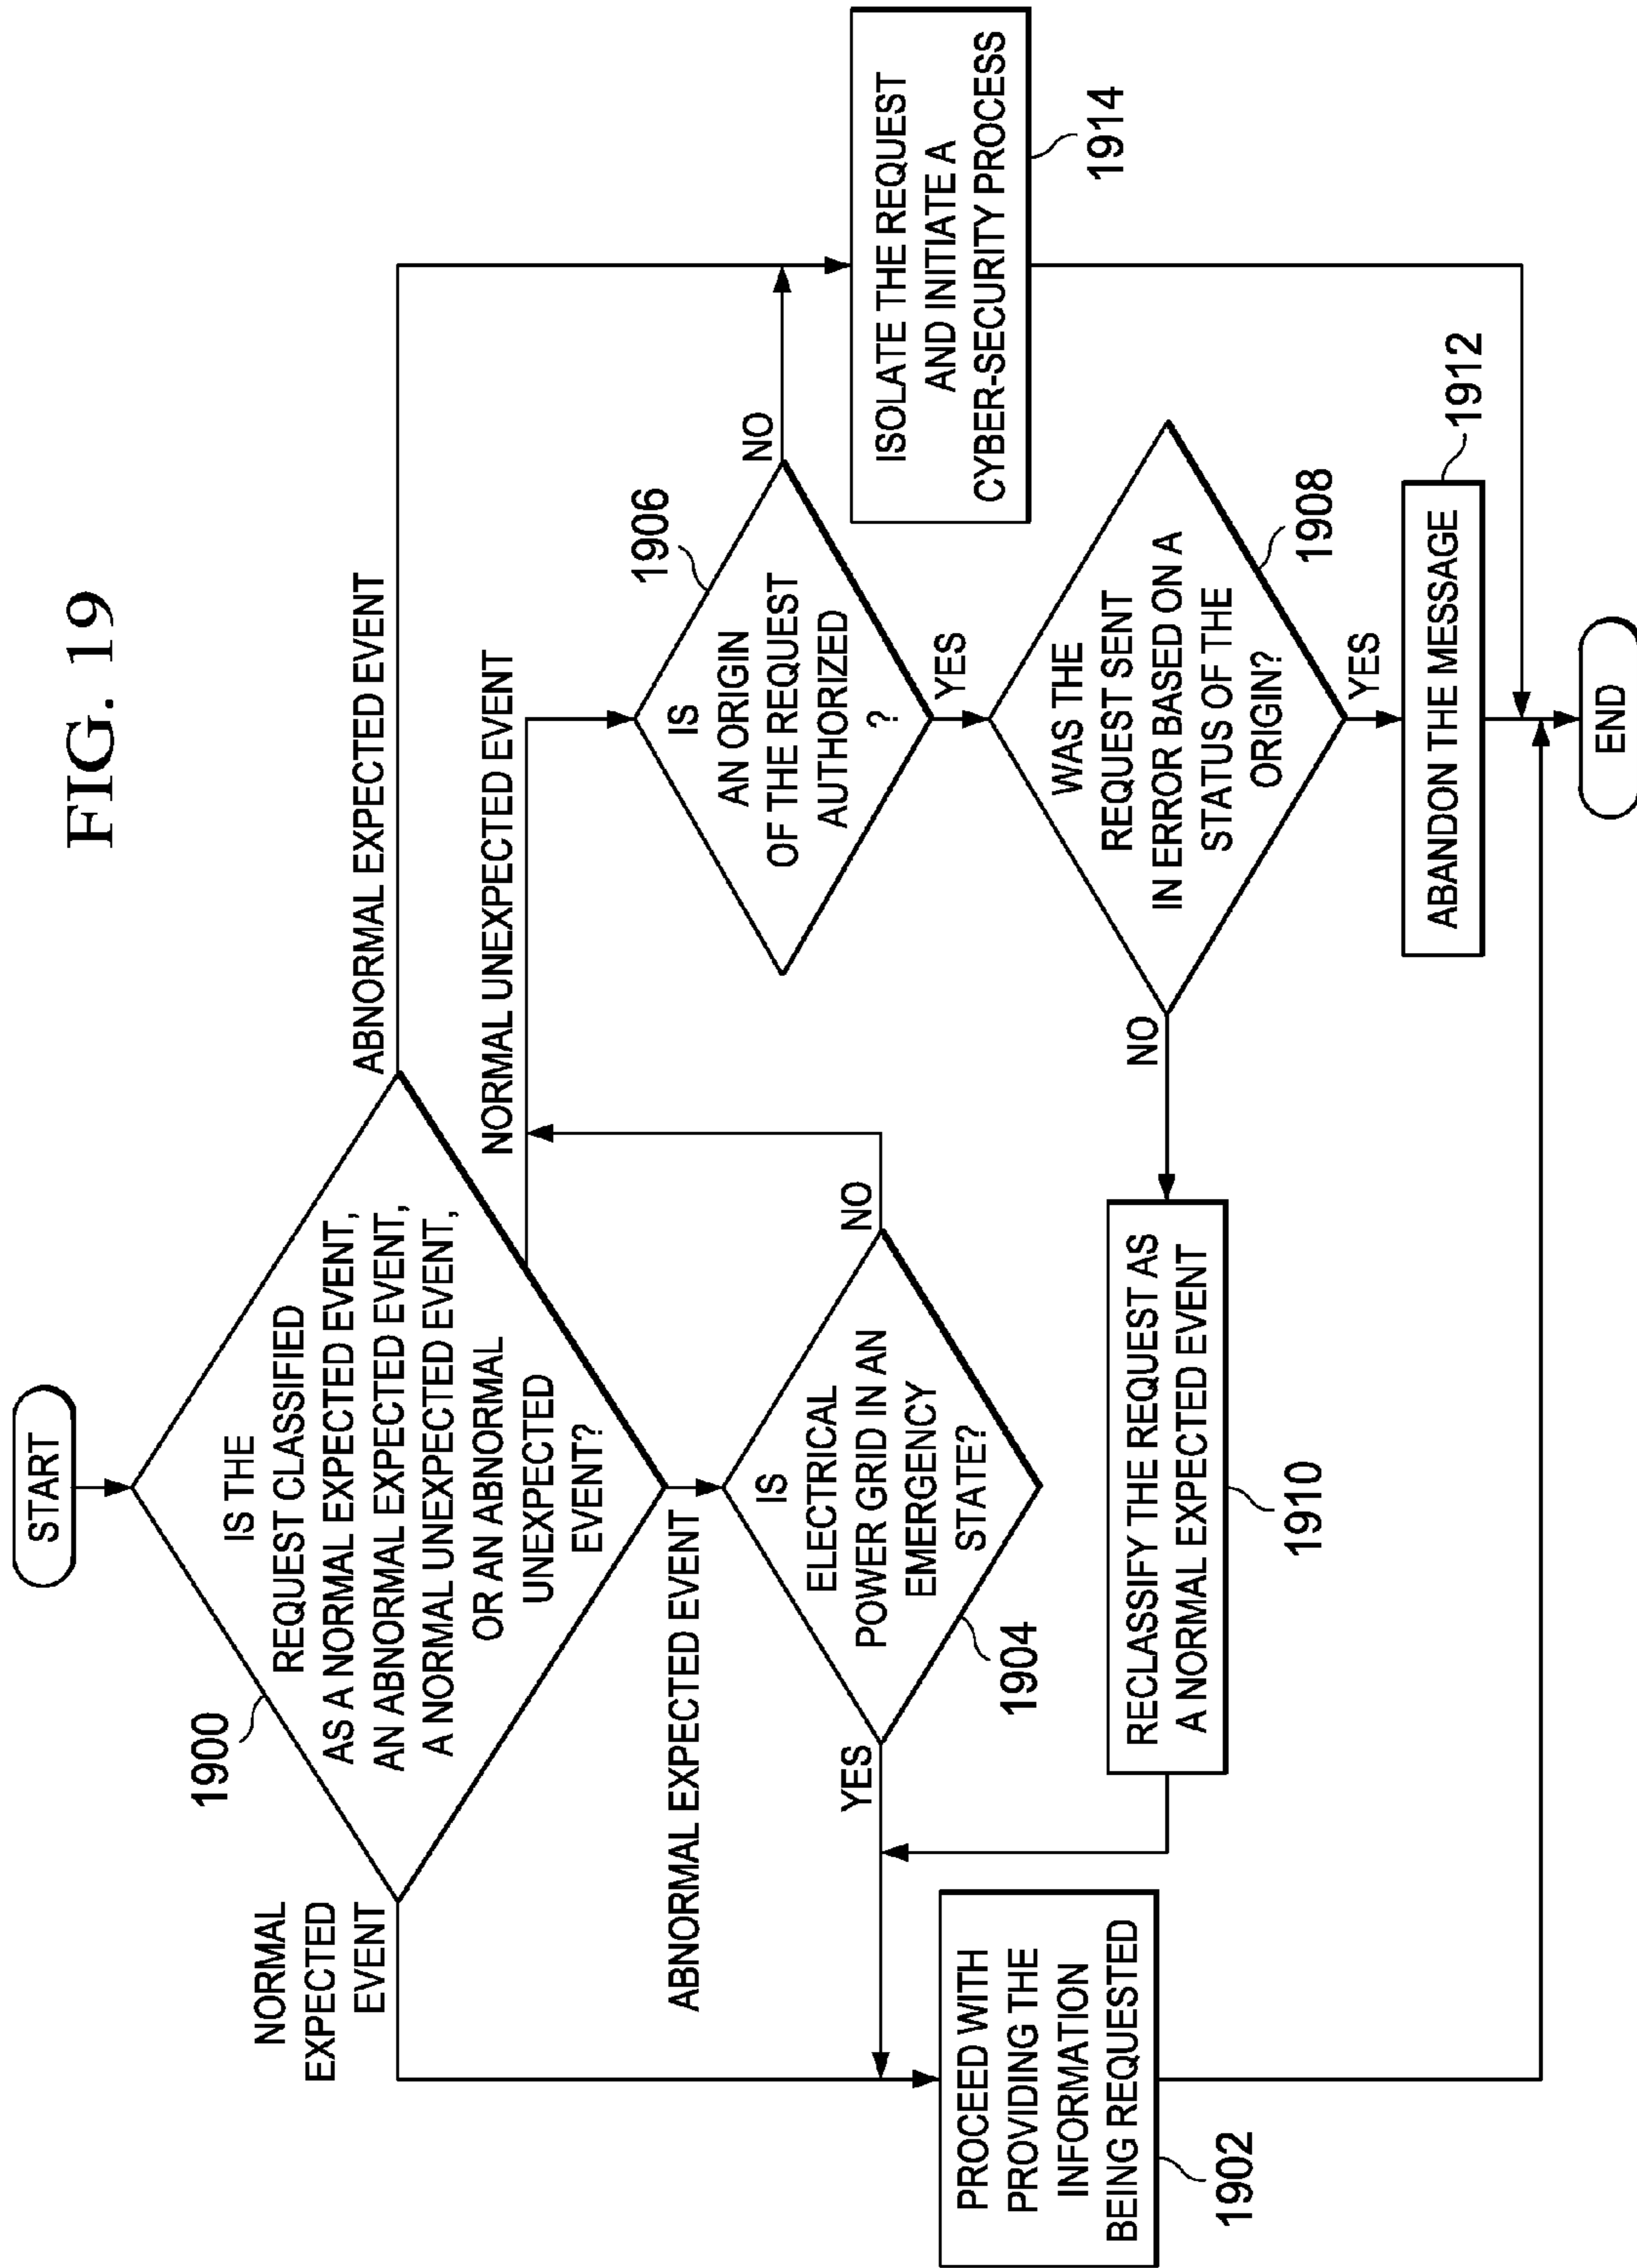 FIG. 19
START
IS THE
REQUEST CLASSIFIED
AS A NORMAL EXPECTED EVENT,
AN ABNORMAL EXPECTED EVENT,
A NORMAL UNEXPECTED EVENT,
OR AN ABNORMAL
UNEXPECTED
EVENT?
1900
NORMAL
EXPECTED
EVENT
ABNORMAL EXPECTED EVENT
NORMAL UNEXPECTED EVENT
ABNORMAL EXPECTED EVENT
IS
ELECTRICAL
POWER GRID IN AN
EMERGENCY
STATE?
1904
YES
NO
IS
AN ORIGIN
OF THE REQUEST
AUTHORIZED
?
1906
NO
YES
PROCEED WITH
PROVIDING THE
INFORMATION
BEING REQUESTED
1902
ISOLATE THE REQUEST
AND INITIATE A
CYBER-SECURITY PROCESS
1914
WAS THE
REQUEST SENT
IN ERROR BASED ON A
STATUS OF THE
ORIGIN?
1908
NO
YES
RECLASSIFY THE REQUEST AS
A NORMAL EXPECTED EVENT
1910
ABANDON THE MESSAGE
1912
END